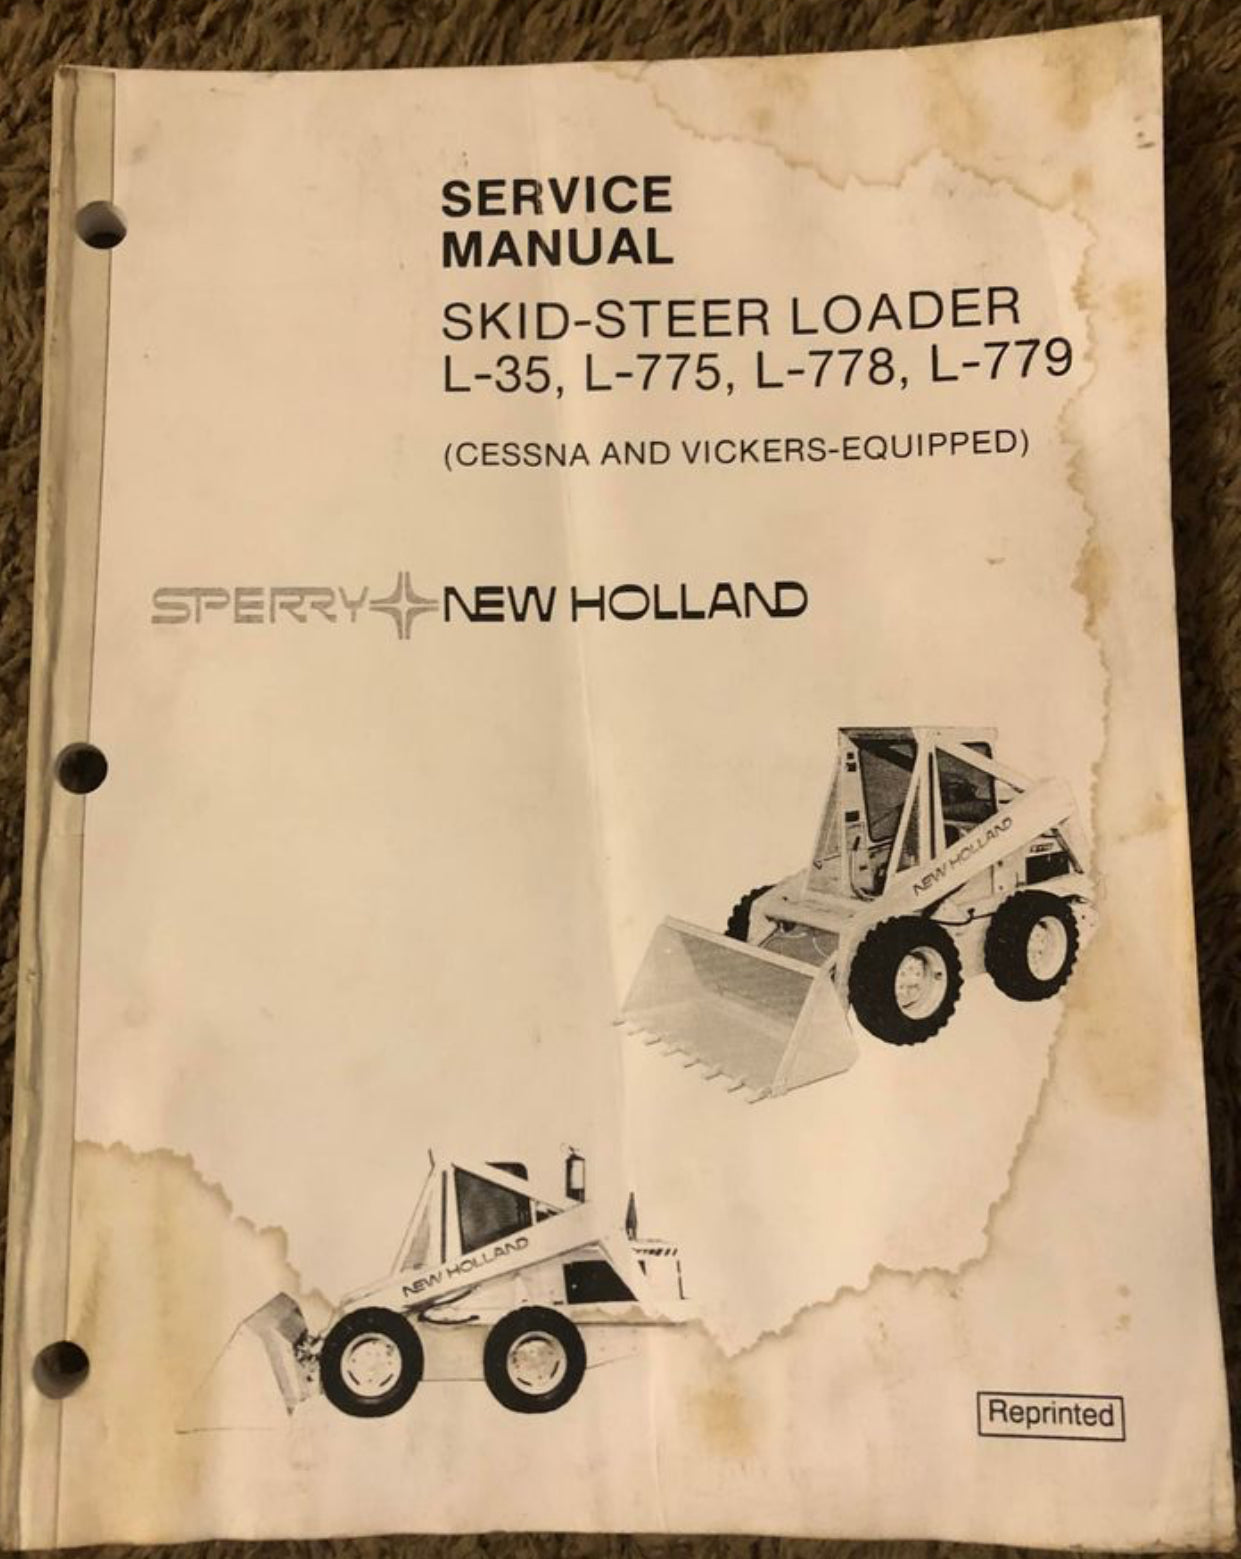 SERVICE
MANUAL
SKID-STEER LOADER
L-35, L-775, L-778, L-779
(CESSNA AND VICKERS-EQUIPPED)
SPERRY NEW HOLLAND
NEW HOLLAND
NEW HOLLAND
Reprinted